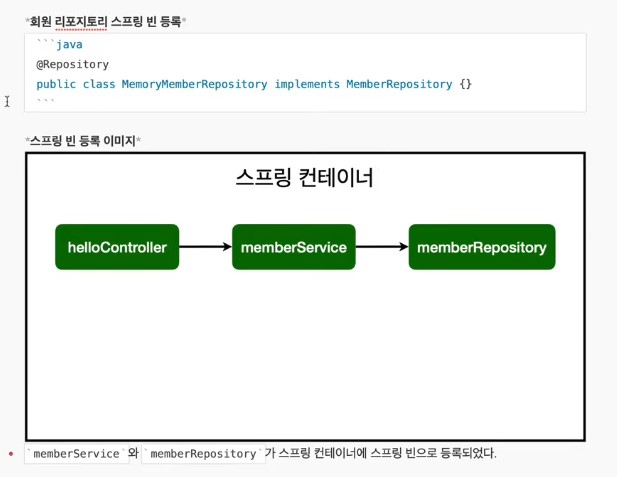 *회원 리포지토리 스프링 빈 등록*
```java
@Repository
public class MemoryMemberRepository implements MemberRepository {}
```
*스프링 빈 등록 이미지*
스프링 컨테이너
helloController
memberService
memberRepository
• `memberService`와 `memberRepository`가 스프링 컨테이너에 스프링 빈으로 등록되었다.